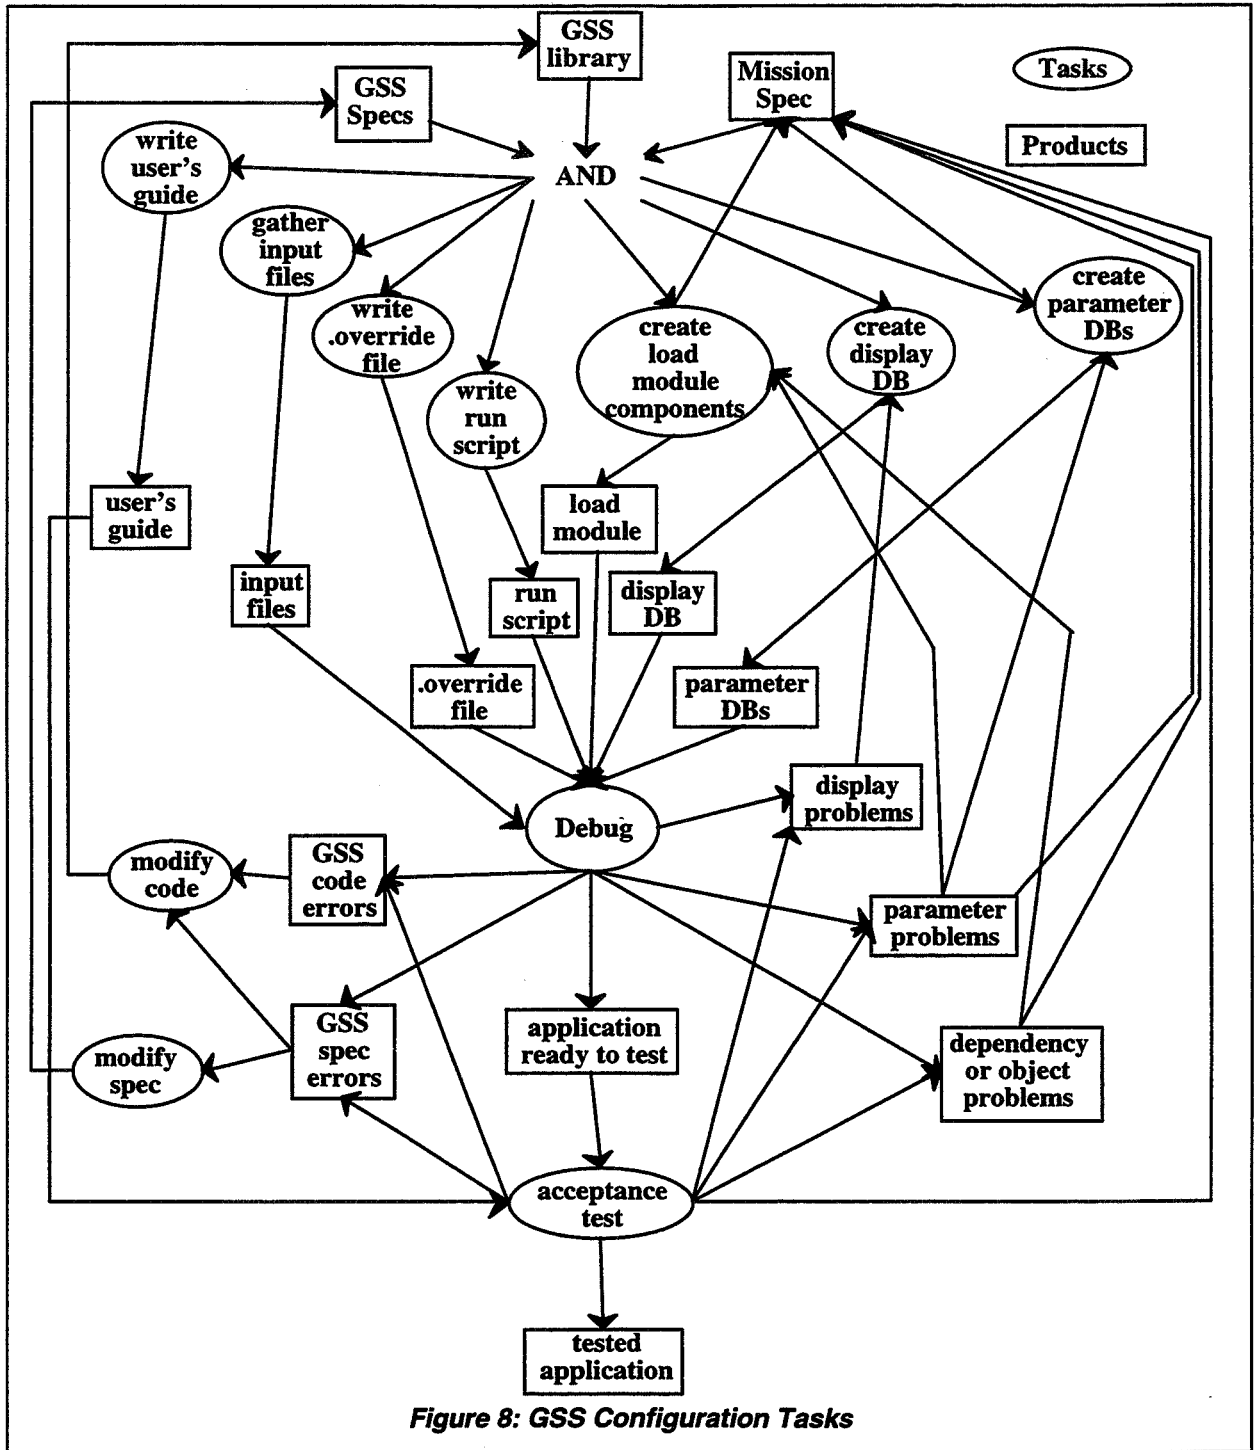 GSS
library
Mission
Spec
Tasks
GSS
Specs
Products
write
user's
guide
AND
gather
input
files
create
parameter
DBs
write
.override
file
create
load
module
components
create
display
DB
write
run
script
user's
guide
load
module
input
files
run
script
display
DB
.override
file
parameter
DBs
display
problems
Debug
modify
code
GSS
code
errors
parameter
problems
GSS
spec
errors
application
ready to test
dependency
or object
problems
modify
spec
acceptance
test
tested
application
Figure 8: GSS Configuration Tasks